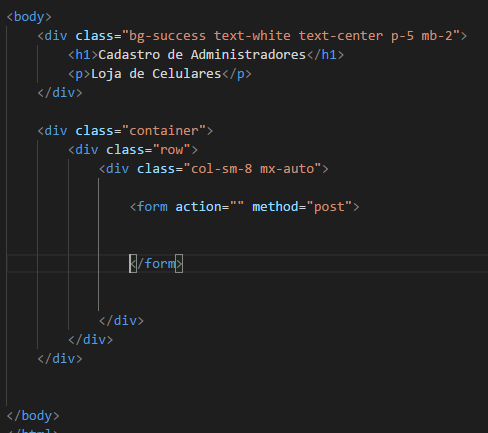 <body>
<div class="bg-success text-white text-center p-5 mb-2">
<h1>Cadastro de Administradores</h1>
<p>Loja de Celulares</p>
</div>
<div class="container">
<div class="row">
<div class="col-sm-8 mx-auto">
<form action="" method="post">
</form>
</div>
</div>
</div>
</body>
</html>